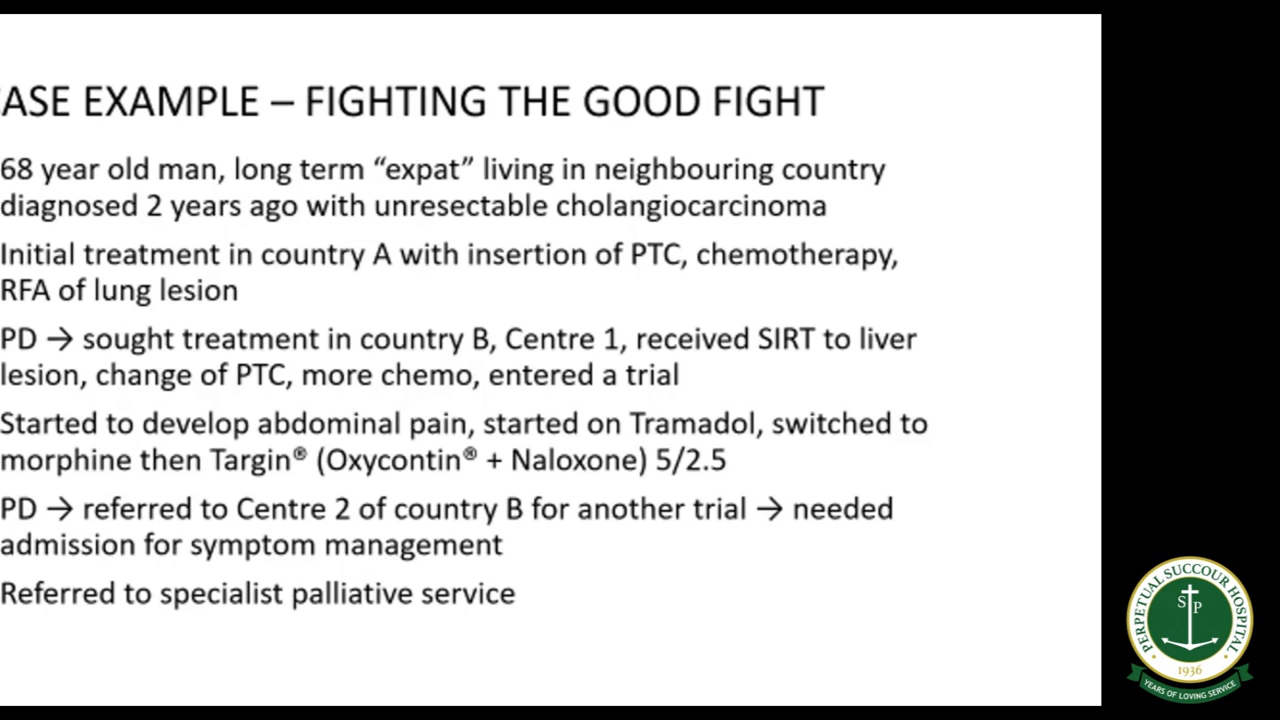 ASE EXAMPLE – FIGHTING THE GOOD FIGHT
68 year old man, long term “expat” living in neighbouring country
diagnosed 2 years ago with unresectable cholangiocarcinoma
Initial treatment in country A with insertion of PTC, chemotherapy,
RFA of lung lesion
PD → sought treatment in country B, Centre 1, received SIRT to liver
lesion, change of PTC, more chemo, entered a trial
Started to develop abdominal pain, started on Tramadol, switched to
morphine then Targin® (Oxycontin® + Naloxone) 5/2.5
PD → referred to Centre 2 of country B for another trial → needed
admission for symptom management
Referred to specialist palliative service
PERPETUAL SUCCOUR HOSPITAL
S P
1936
YEARS OF LOVING SERVICE